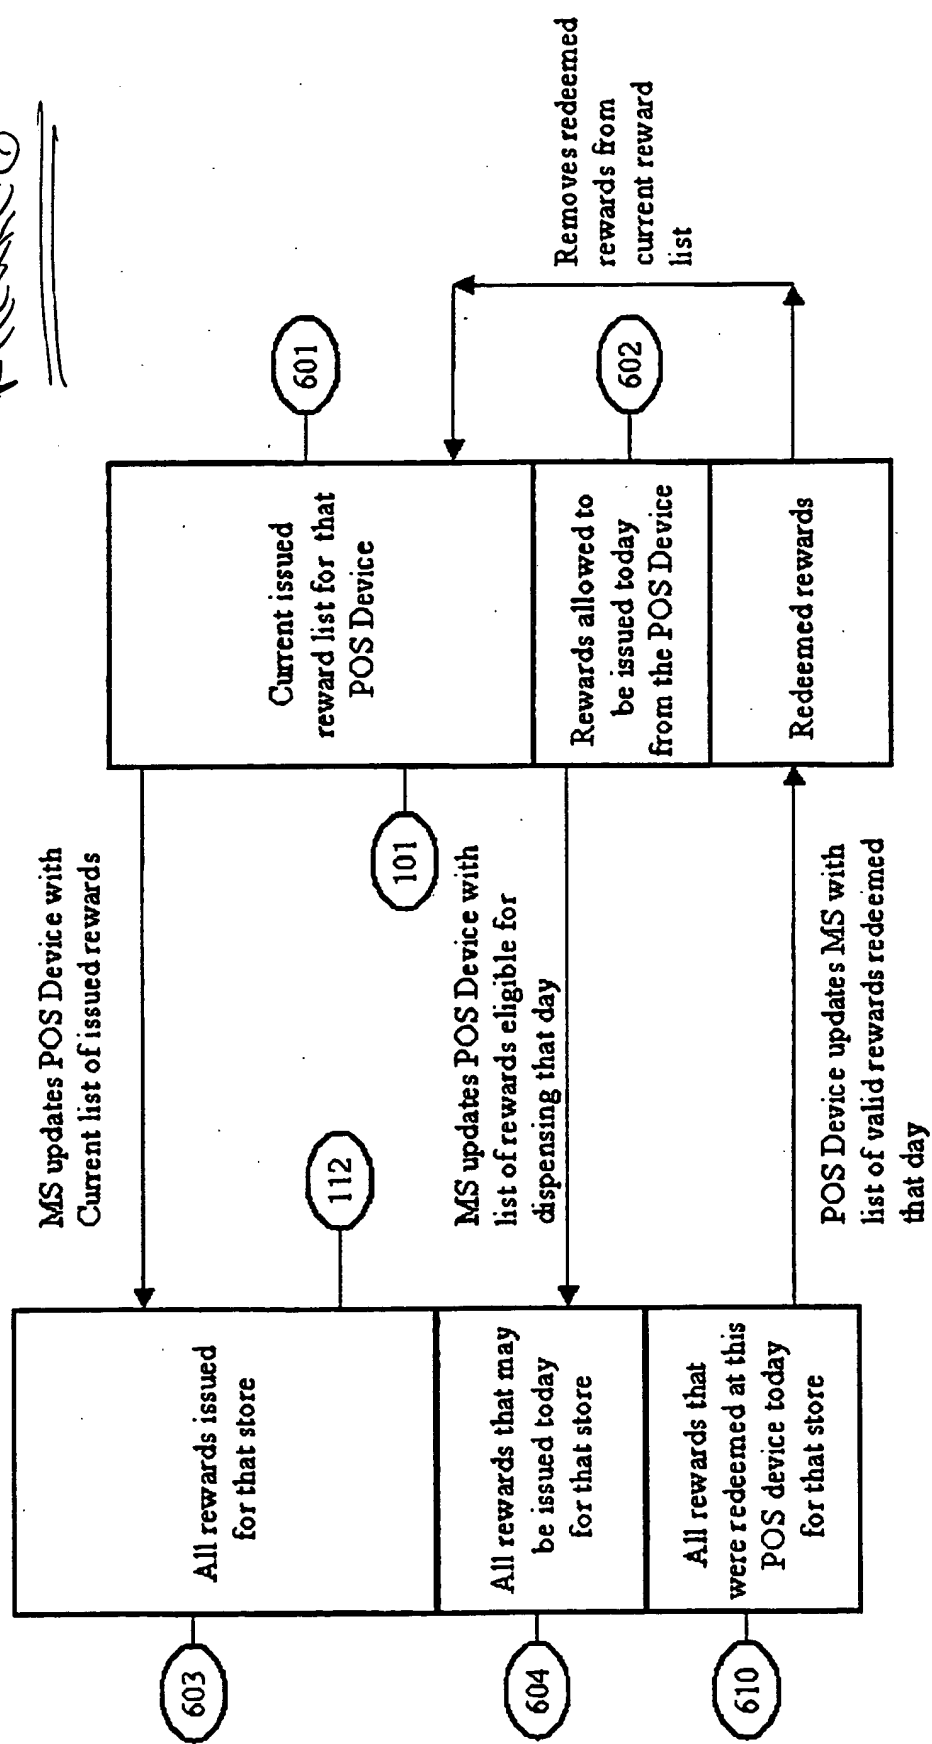 MS updates POS Device with
Current list of issued rewards
603
All rewards issued
for that store
112
101
Current issued
reward list for that
POS Device
601
MS updates POS Device with
list of rewards eligible for
dispensing that day
604
All rewards that may
be issued today
for that store
Rewards allowed to
be issued today
from the POS Device
602
Removes redeemed
rewards from
current reward
list
610
All rewards that
were redeemed at this
POS device today
for that store
POS Device updates MS with
list of valid rewards redeemed
that day
Redeemed rewards